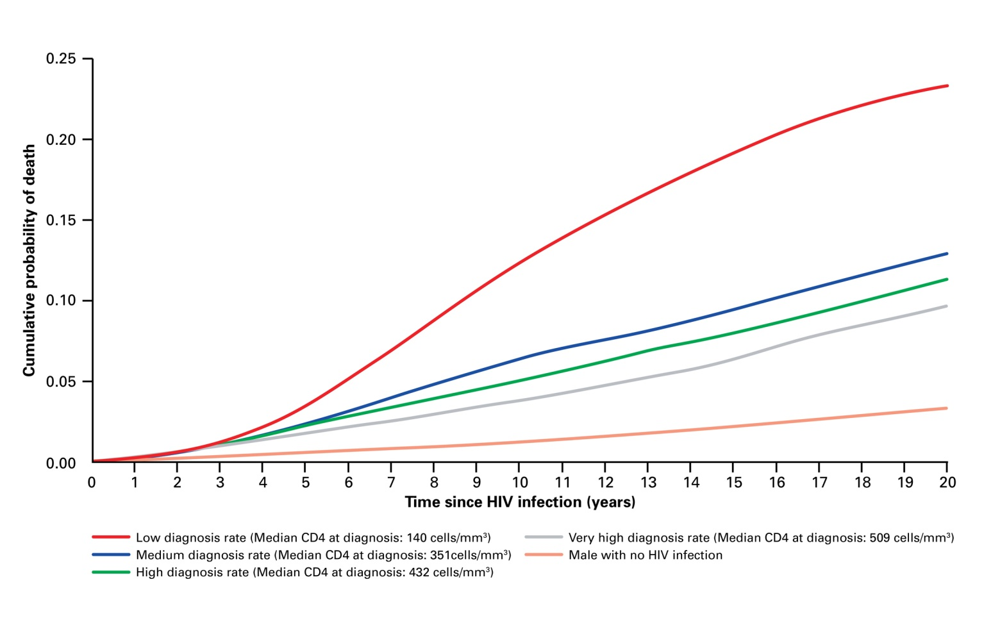 0.25
0.20
0.15
0.10
0.05
0.00
Cumulative probability of death
0 1 2 3 4 5 6 7 8 9 10 11 12 13 14 15 16 17 18 19 20
Time since HIV infection (years)
Low diagnosis rate (Median CD4 at diagnosis: 140 cells/mm³)
Medium diagnosis rate (Median CD4 at diagnosis: 351cells/mm³)
High diagnosis rate (Median CD4 at diagnosis: 432 cells/mm³)
Very high diagnosis rate (Median CD4 at diagnosis: 509 cells/mm³)
Male with no HIV infection